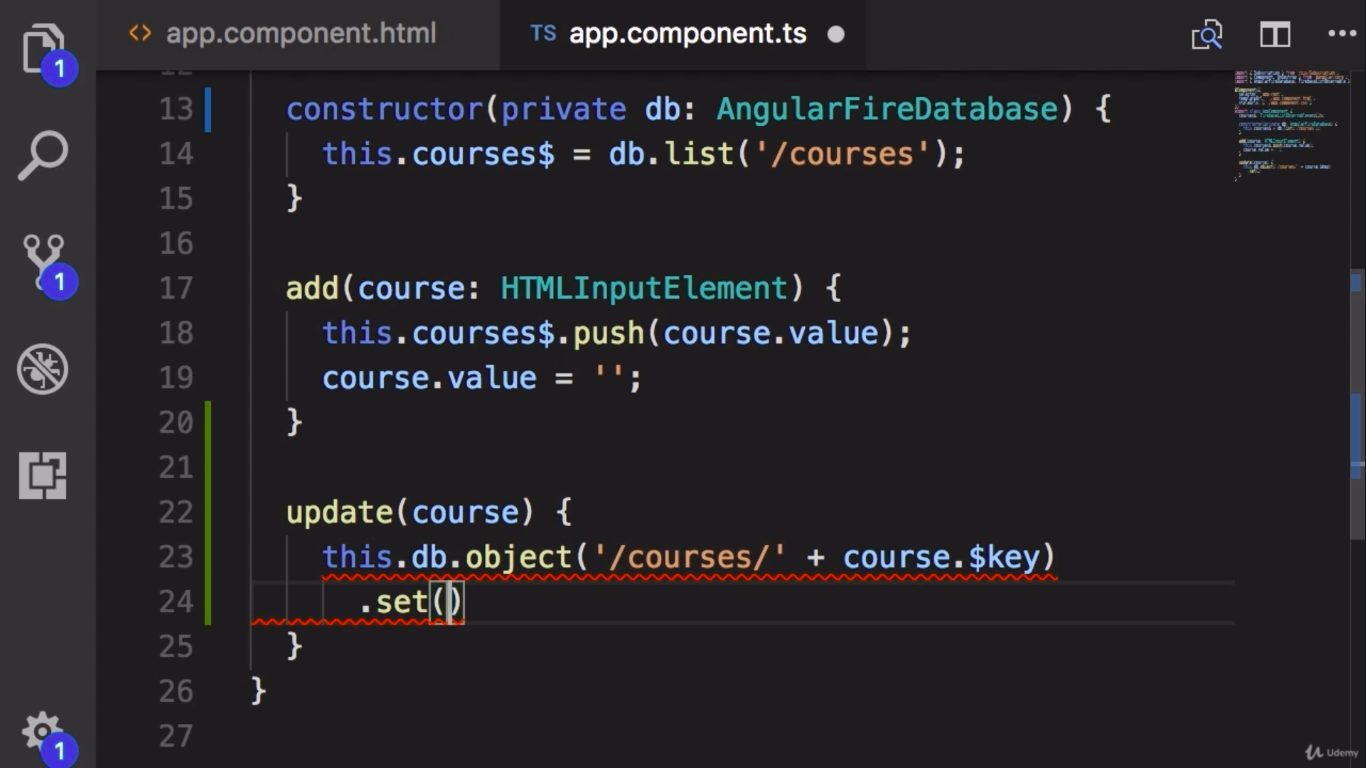 app.component.html
TS app.component.ts
1
12
13 constructor(private db: AngularFireDatabase) {
14 this.courses$ = db.list('/courses');
15 }
16
17 add(course: HTMLInputElement) {
18 this.courses$.push(course.value);
19 course.value = '';
20 }
21
22 update(course) {
23 this.db.object('/courses/' + course.$key)
24 .set()
25 }
26 }
27
1
1
Udemy